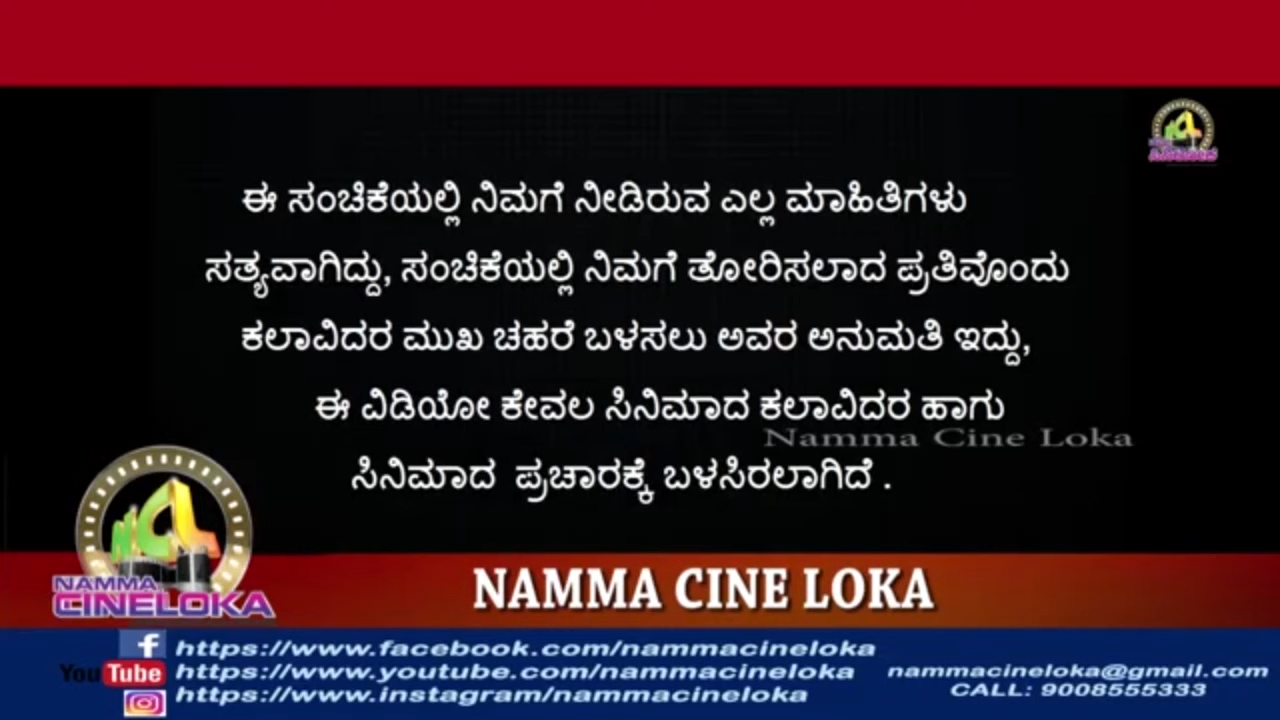 ಈ ಸಂಚಿಕೆಯಲ್ಲಿ ನಿಮಗೆ ನೀಡಿರುವ ಎಲ್ಲ ಮಾಹಿತಿಗಳು
ಸತ್ಯವಾಗಿದ್ದು, ಸಂಚಿಕೆಯಲ್ಲಿ ನಿಮಗೆ ತೋರಿಸಲಾದ ಪ್ರತಿವೊಂದು
ಕಲಾವಿದರ ಮುಖ ಚಹರೆ ಬಳಸಲು ಅವರ ಅನುಮತಿ ಇದ್ದು,
ಈ ವಿಡಿಯೋ ಕೇವಲ ಸಿನಿಮಾದ ಕಲಾವಿದರ ಹಾಗು
Namma Cine Loka
ಸಿನಿಮಾದ ಪ್ರಚಾರಕ್ಕೆ ಬಳಸಿರಲಾಗಿದೆ .
NCL
NAMMA
CINELOKA
NAMMA CINE LOKA
f https://www.facebook.com/nammacineloka
YouTube https://www.youtube.com/nammacineloka
https://www.instagram/nammacineloka
nammacineloka@gmail.com
CALL: 9008555333